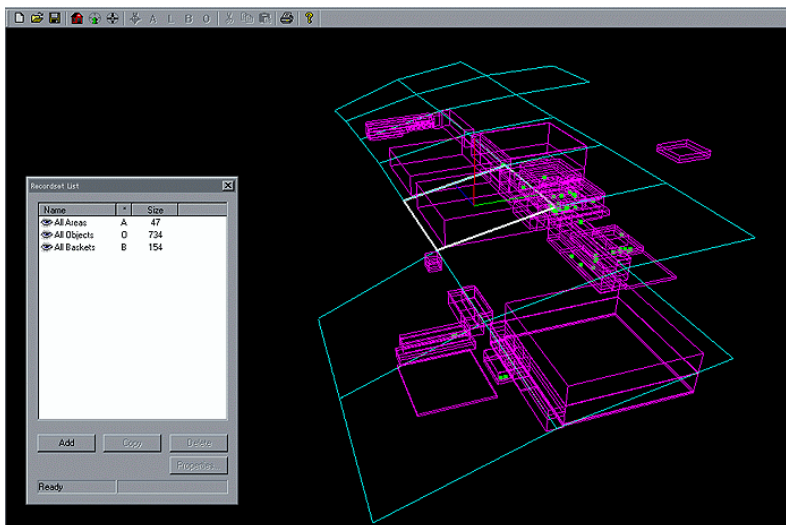 A L B O
Recordset List
Name * Size
All Areas A 47
All Objects O 734
All Baskets B 154
Add Copy Delete
Properties...
Ready